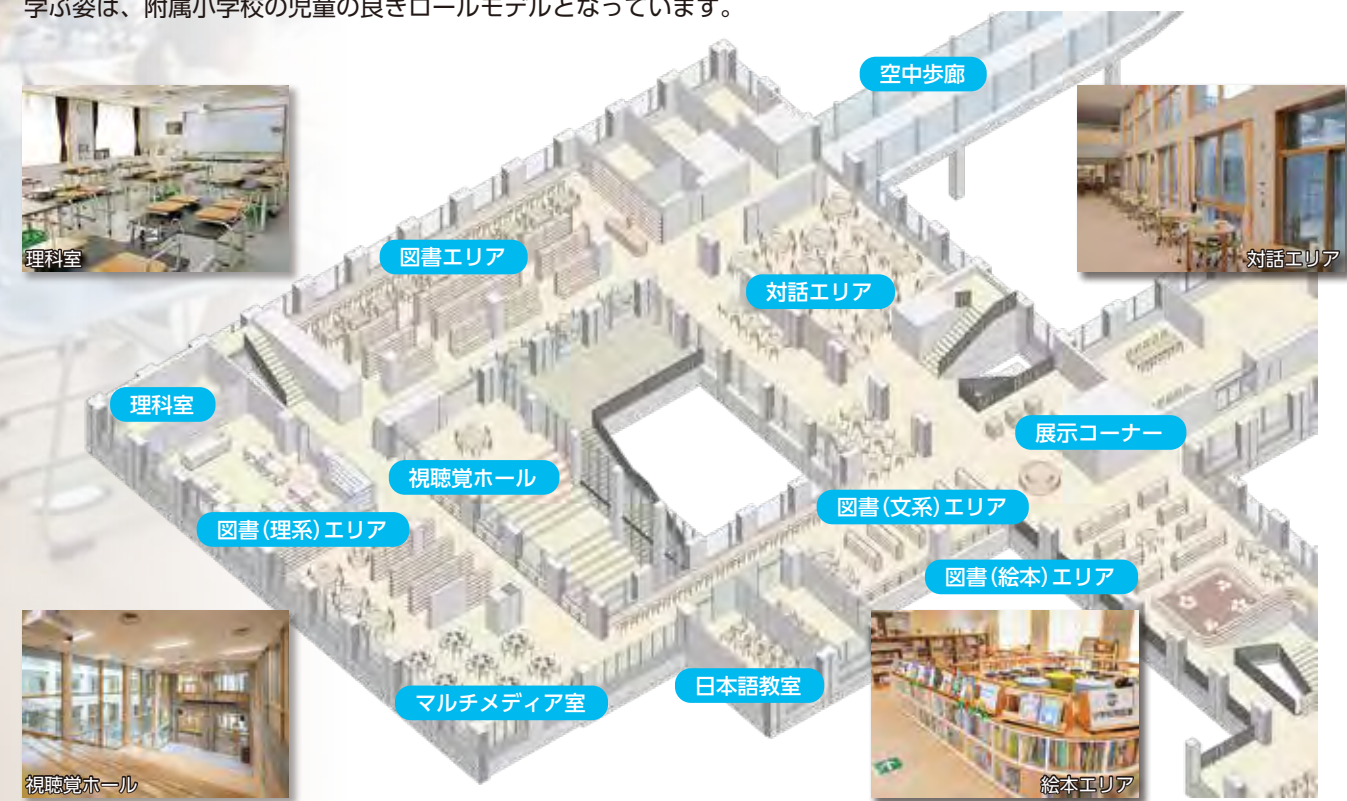 学ぶ姿は、附属小学校の児童の良きロールモデルとなっています。
空中歩廊
理科室
図書エリア
対話エリア
対話エリア
理科室
展示コーナー
視聴覚ホール
図書(文系)エリア
図書(理系)エリア
図書(絵本)エリア
日本語教室
マルチメディア室
視聴覚ホール
絵本エリア